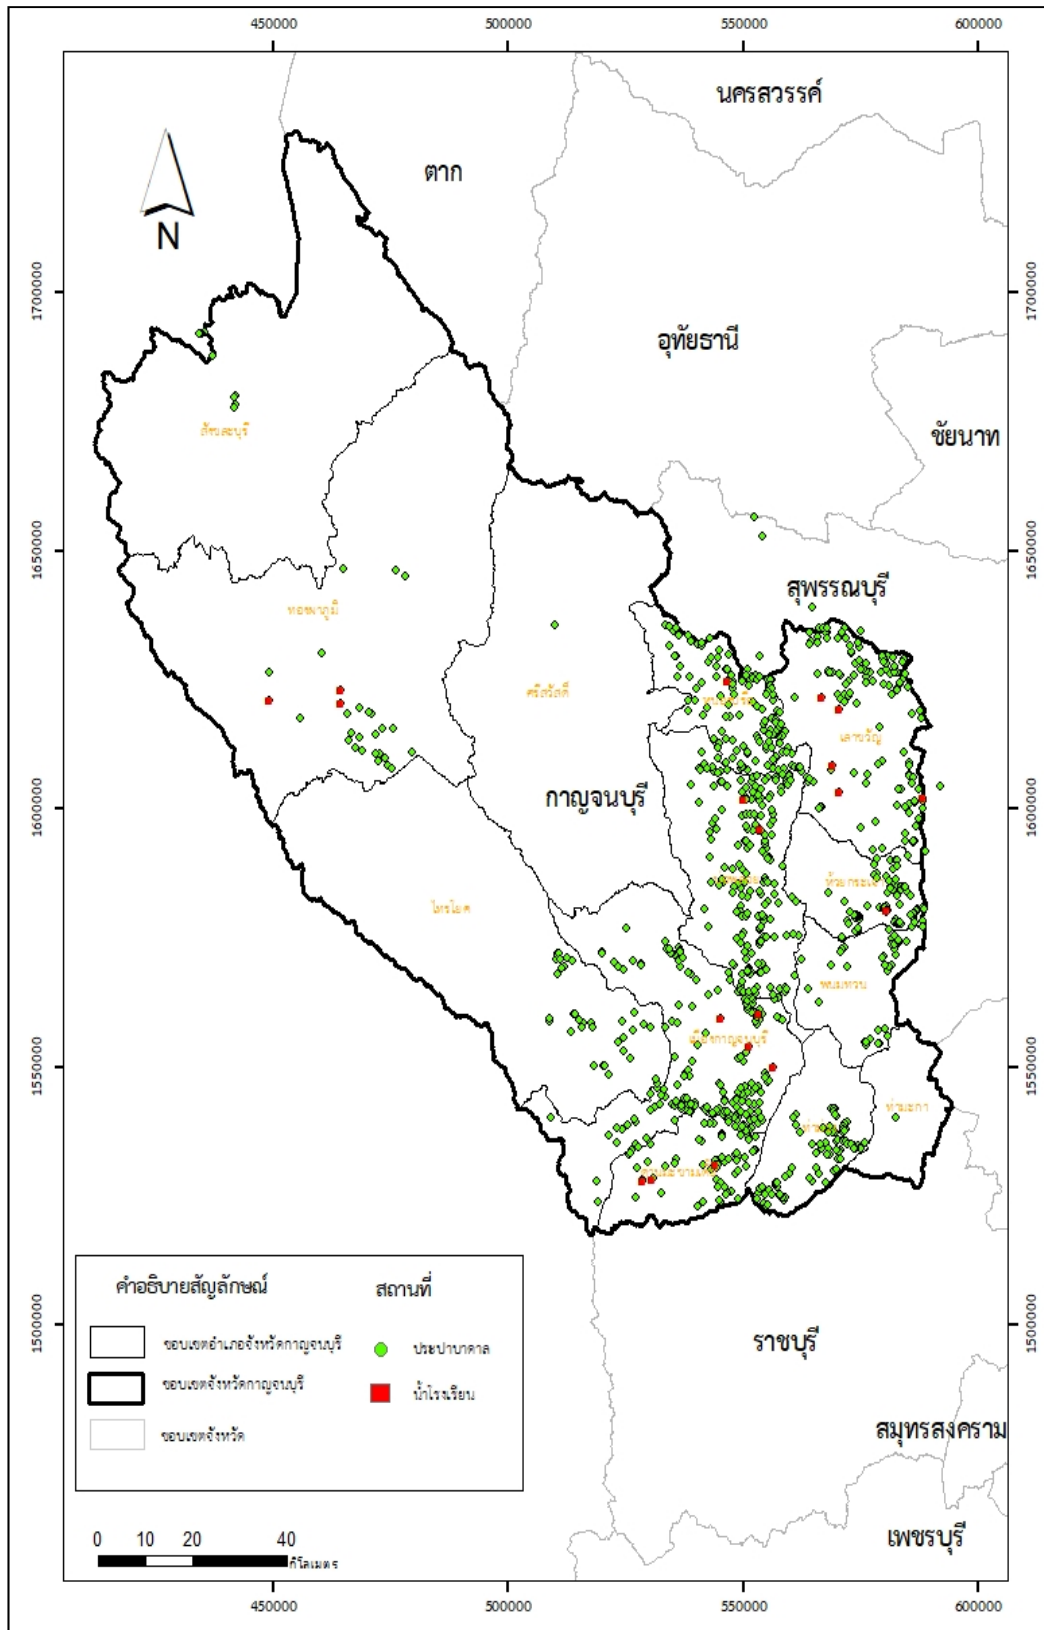 450000 500000 550000 600000
นครสวรรค์
ตาก
N
1700000 1700000
อุทัยธานี
ชัยนาท
สังขละบุรี
1650000 1650000
สุพรรณบุรี
ทองผาภูมิ
ศรีสวัสดิ์
เลาขวัญ
กาญจนบุรี
1600000 1600000
ห้วยกระเจา
ไทรโยค
พนมทวน
เมืองกาญจนบุรี
1550000 1550000
ท่ามะกา
ด่านมะขามเตี้ย
คำอธิบายสัญลักษณ์ สถานที่
ขอบเขตอำเภอจังหวัดกาญจนบุรี ประปาบาดาล
ขอบเขตจังหวัดกาญจนบุรี น้ำโรงเรียน
ขอบเขตจังหวัด
1500000 1500000
ราชบุรี
สมุทรสงคราม
เพชรบุรี
0 10 20 40
กิโลเมตร
450000 500000 550000 600000